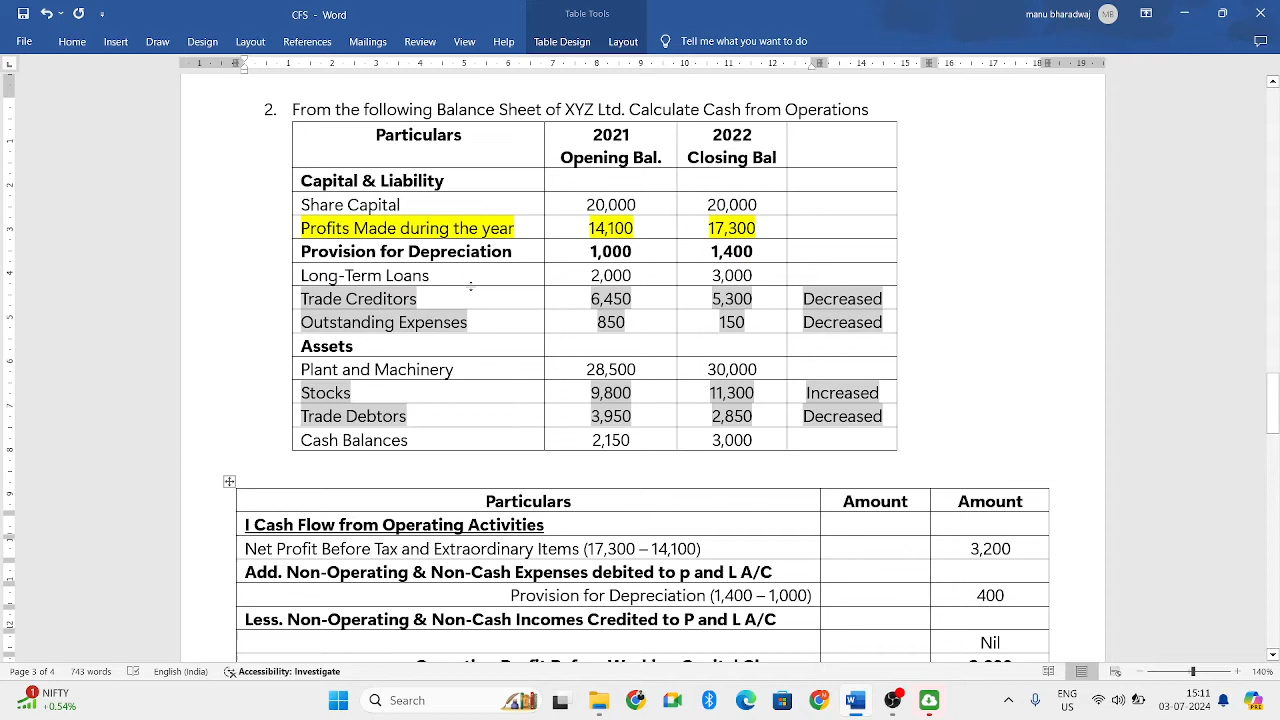 CFS - Word
Table Tools
manu bharadwaj
MB
File Home Insert Draw Design Layout References Mailings Review View Help Table Design Layout Tell me what you want to do
2. From the following Balance Sheet of XYZ Ltd. Calculate Cash from Operations
Particulars 2021 2022
Opening Bal. Closing Bal
Capital & Liability
Share Capital 20,000 20,000
Profits Made during the year 14,100 17,300
Provision for Depreciation 1,000 1,400
Long-Term Loans 2,000 3,000
Trade Creditors 6,450 5,300 Decreased
Outstanding Expenses 850 150 Decreased
Assets
Plant and Machinery 28,500 30,000
Stocks 9,800 11,300 Increased
Trade Debtors 3,950 2,850 Decreased
Cash Balances 2,150 3,000
Particulars Amount Amount
I Cash Flow from Operating Activities
Net Profit Before Tax and Extraordinary Items (17,300 – 14,100) 3,200
Add. Non-Operating & Non-Cash Expenses debited to p and L A/C
Provision for Depreciation (1,400 – 1,000) 400
Less. Non-Operating & Non-Cash Incomes Credited to P and L A/C
Nil
Page 3 of 4 743 words English (India) Accessibility: Investigate 140%
NIFTY
+0.54%
1
Search
ENG
US
15:11
03-07-2024